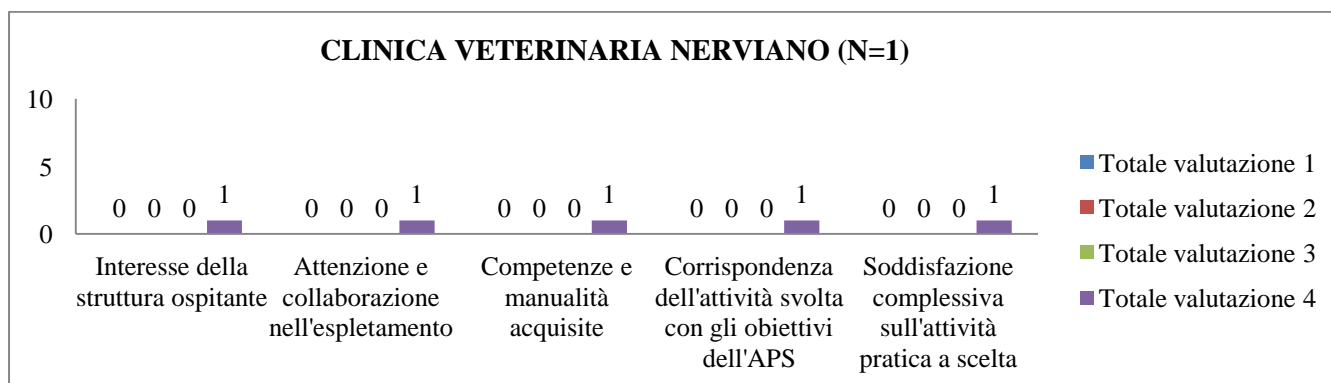 CLINICA VETERINARIA NERVIANO (N=1)
10
5
0
0 0 0 1
0 0 0 1
0 0 0 1
0 0 0 1
0 0 0 1
Interesse della
struttura ospitante
Attenzione e
collaborazione
nell'espletamento
Competenze e
manualità
acquisite
Corrispondenza
dell'attività svolta
con gli obiettivi
dell'APS
Soddisfazione
complessiva
sull'attività
pratica a scelta
Totale valutazione 1
Totale valutazione 2
Totale valutazione 3
Totale valutazione 4